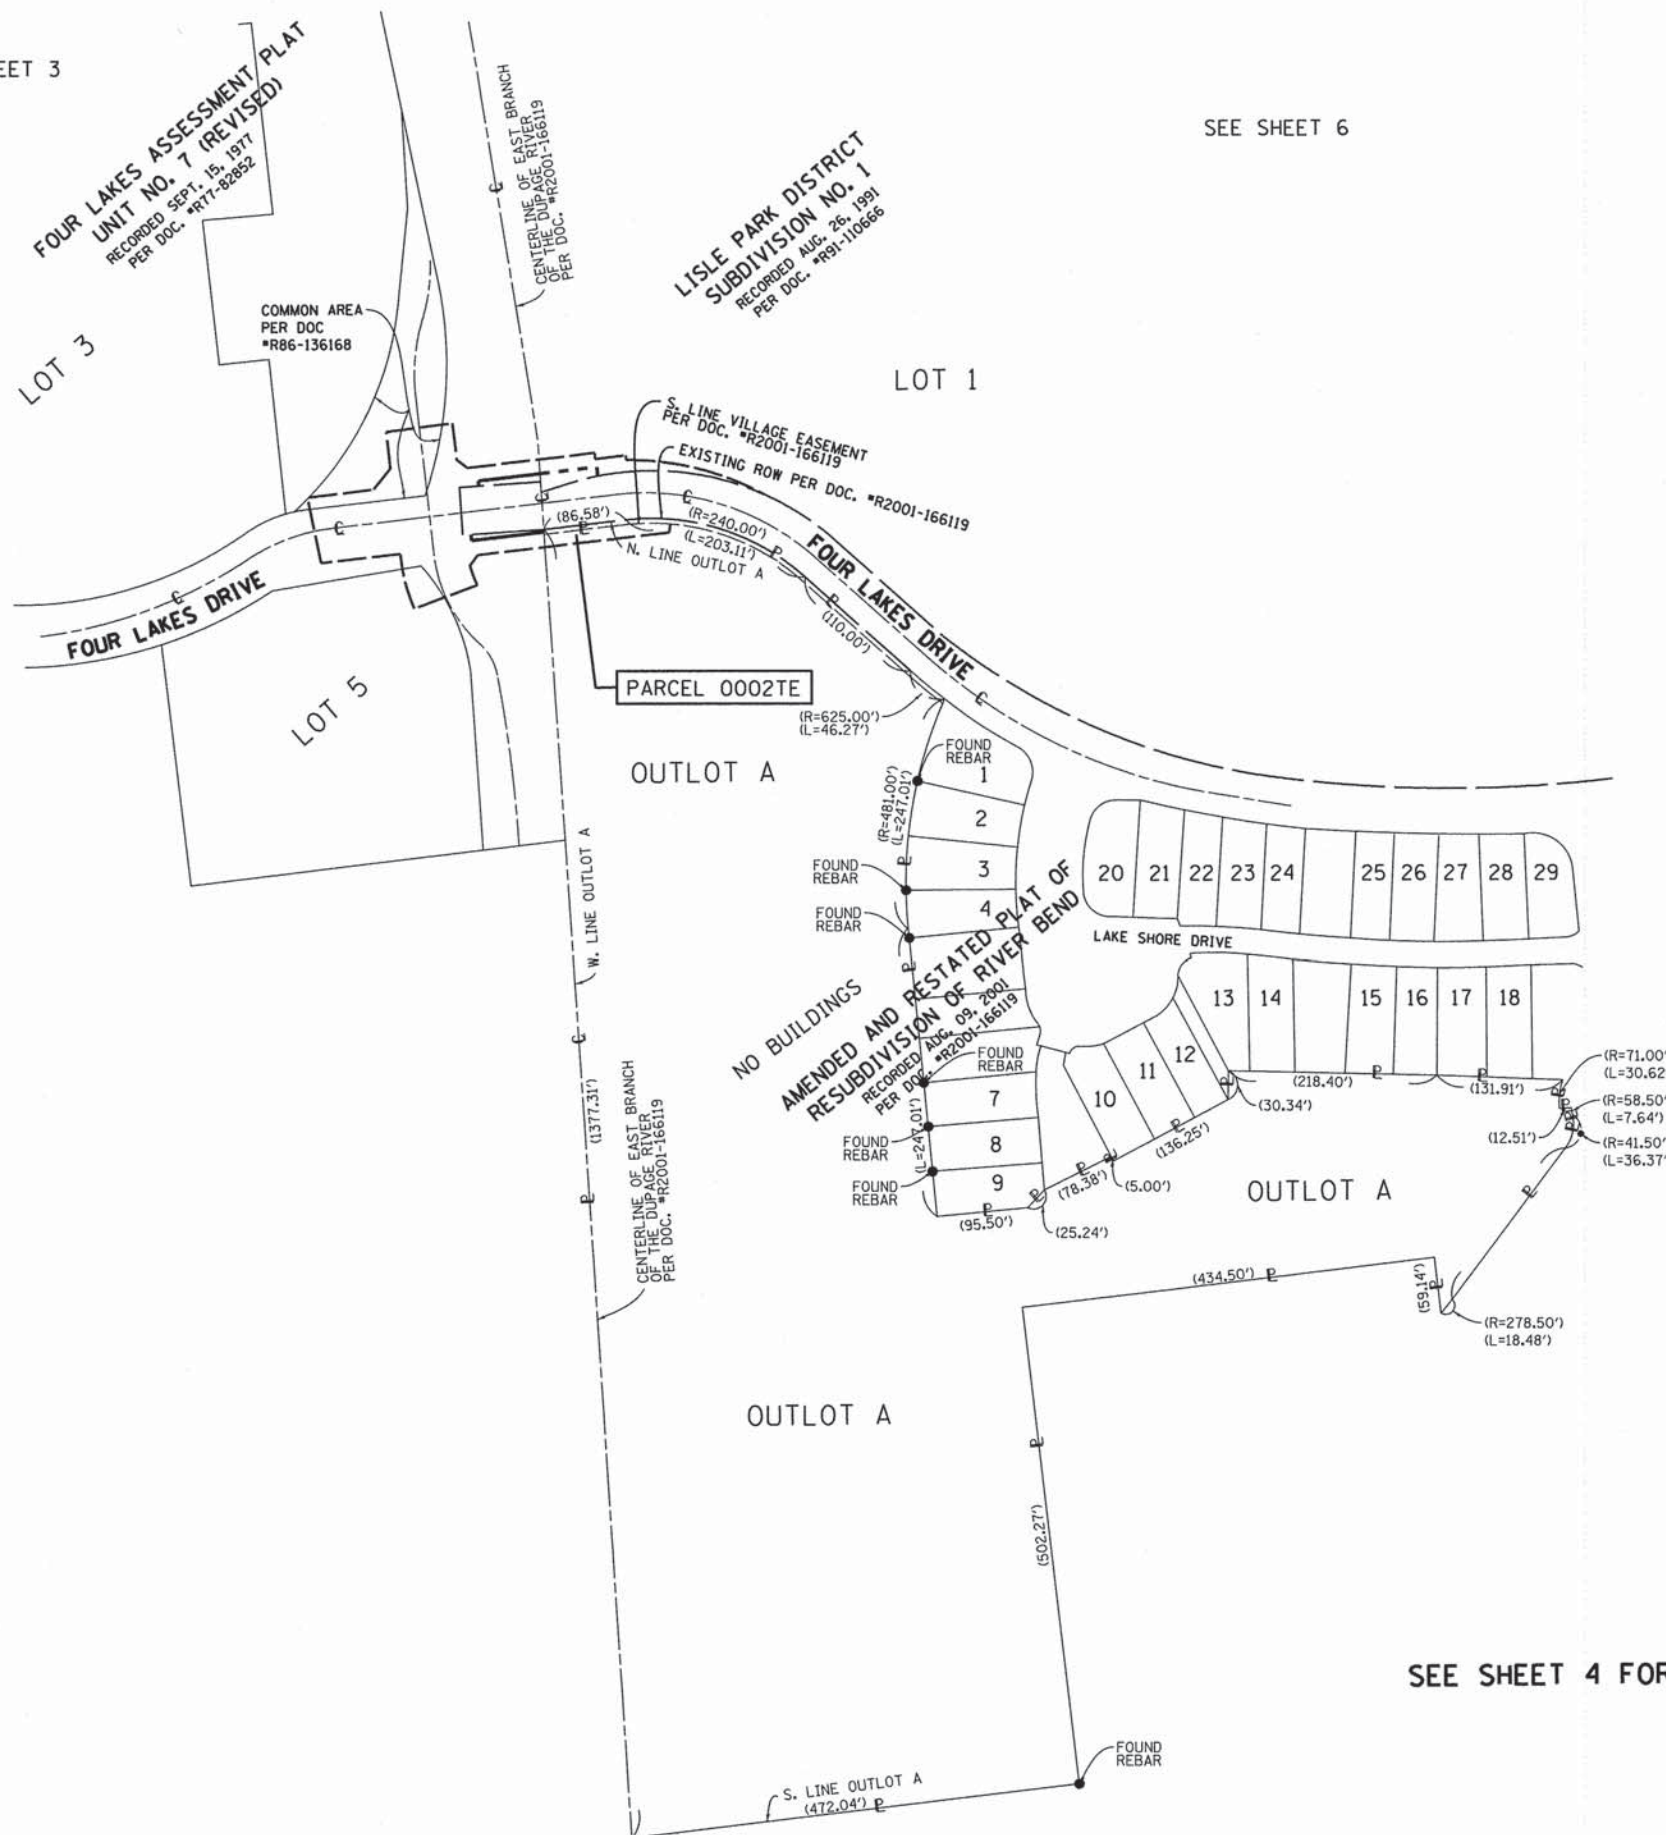 EET 3
FOUR LAKES ASSESSMENT PLAT
UNIT NO. 7 (REVISED)
RECORDED SEPT. 15, 1977
PER DOC. #R77-82852
CENTERLINE OF EAST BRANCH
OF THE DUPAGE RIVER
PER DOC. #R2001-166119
SEE SHEET 6
LISLE PARK DISTRICT
SUBDIVISION NO. 1
RECORDED AUG. 26, 1991
PER DOC. #R91-110666
COMMON AREA
PER DOC
#R86-136168
LOT 3
LOT 1
S. LINE VILLAGE EASEMENT
PER DOC. #R2001-166119
EXISTING ROW PER DOC. #R2001-166119
(86.58')
(R=240.00')
(L=203.11')
N. LINE OUTLOT A
FOUR LAKES DRIVE
FOUR LAKES DRIVE
(110.00')
PARCEL 0002TE
LOT 5
(R=625.00')
(L=46.27')
OUTLOT A
FOUND
REBAR
1
2
3
4
(R=481.00')
(L=247.01')
FOUND
REBAR
FOUND
REBAR
20
21
22
23
24
25
26
27
28
29
LAKE SHORE DRIVE
W. LINE OUTLOT A
NO BUILDINGS
AMENDED AND RESTATED PLAT OF
RESUBDIVISION OF RIVER BEND
RECORDED AUG. 09, 2001
PER DOC. #R2001-166119
13
14
15
16
17
18
FOUND
REBAR
7
8
9
10
11
12
(L=247.01')
FOUND
REBAR
FOUND
REBAR
(95.50')
(25.24')
(78.38')
(5.00')
(136.25')
(30.34')
(218.40')
(131.91')
(R=71.00'
(L=30.62
(R=58.50'
(L=7.64')
(12.51')
(R=41.50'
(L=36.37'
OUTLOT A
(1377.31')
CENTERLINE OF EAST BRANCH
OF THE DUPAGE RIVER
PER DOC. #R2001-166119
(434.50')
(59.14')
(R=278.50')
(L=18.48')
OUTLOT A
(502.27')
SEE SHEET 4 FOR
FOUND
REBAR
S. LINE OUTLOT A
(472.04')